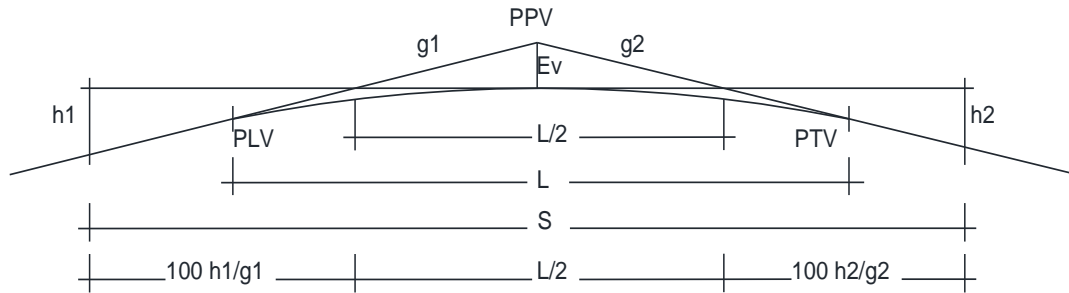 PPV
g1 g2
Ev
h1 h2
PLV L/2 PTV
L
S
100 h1/g1 L/2 100 h2/g2